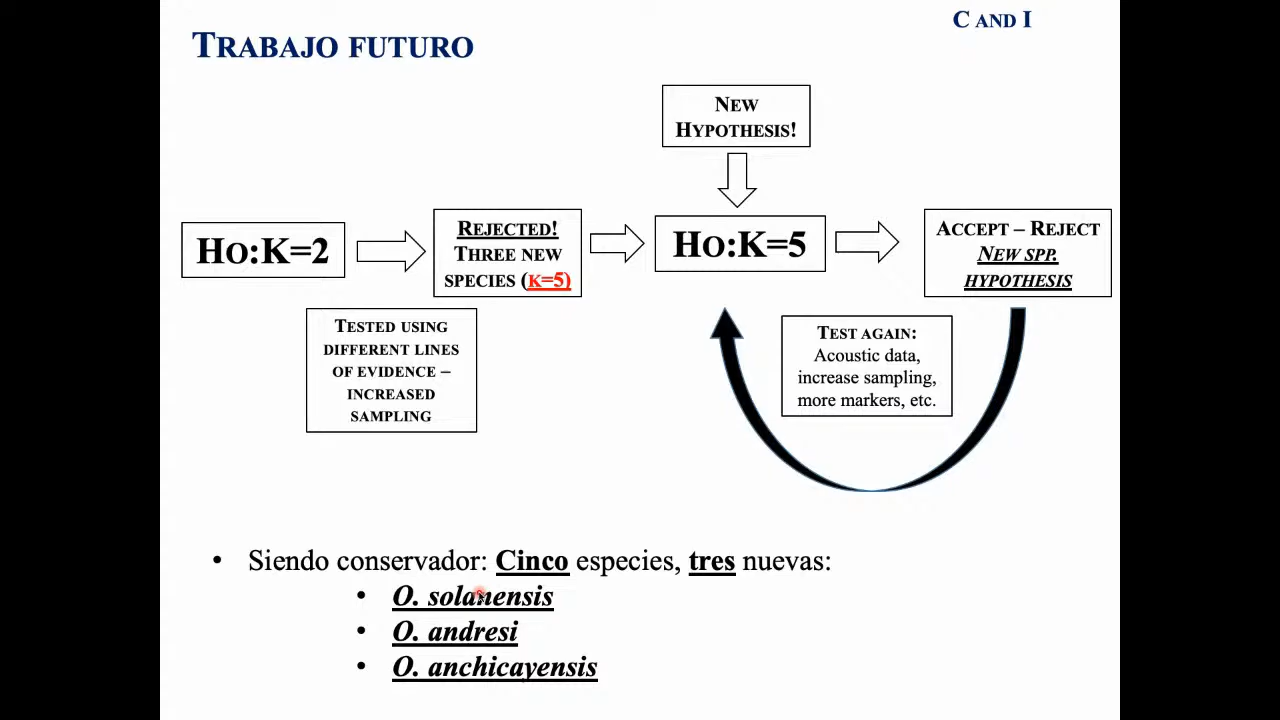 C AND I
TRABAJO FUTURO
NEW
HYPOTHESIS!
HO:K=2
REJECTED!
THREE NEW
SPECIES (K=5)
HO:K=5
ACCEPT – REJECT
NEW SPP.
HYPOTHESIS
TESTED USING
DIFFERENT LINES
OF EVIDENCE –
INCREASED
SAMPLING
TEST AGAIN:
Acoustic data,
increase sampling,
more markers, etc.
• Siendo conservador: Cinco especies, tres nuevas:
• O. solanensis
• O. andresi
• O. anchicayensis